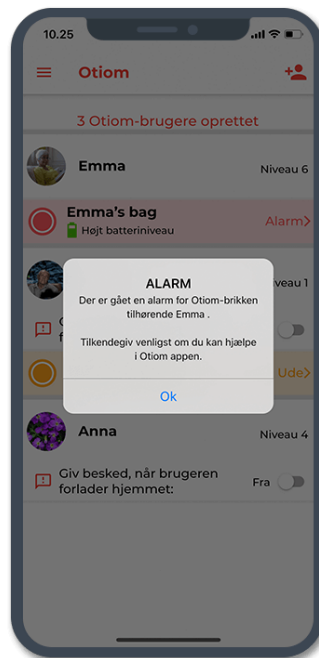 10.25
Otiom
3 Otiom-brugere oprettet
Emma
Niveau 6
Emma's bag
Højt batteriniveau
Alarm
ALARM
Der er gået en alarm for Otiom-brikken
tilhørende Emma .
Tilkendegiv venligst om du kan hjælpe
i Otiom appen.
Ok
veau 1
Ude
Anna
Niveau 4
Giv besked, når brugeren
forlader hjemmet:
Fra